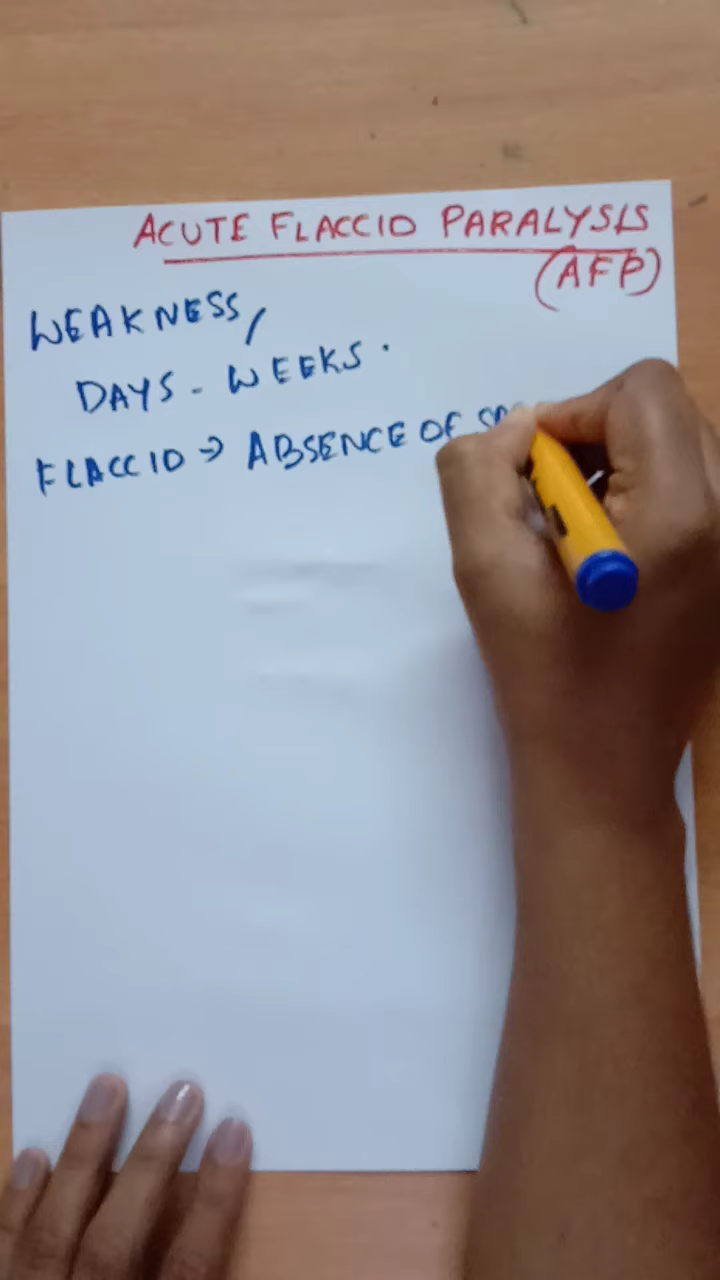 ACUTE FLACCID PARALYSIS
(AFP)
WEAKNESS,
DAYS - WEEKS.
FLACCID → ABSENCE OF